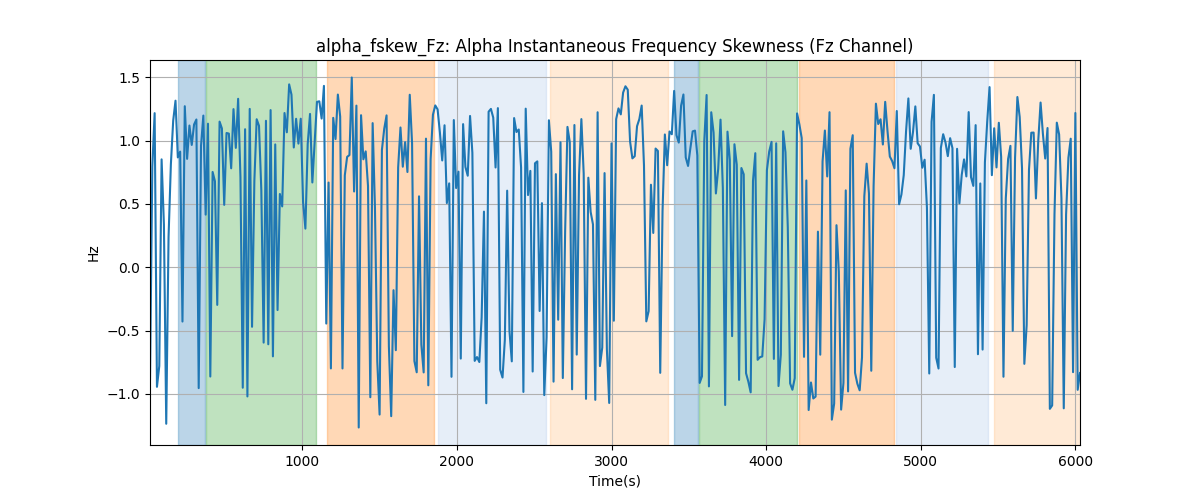 alpha_fskew_Fz: Alpha Instantaneous Frequency Skewness (Fz Channel)
1.5
1.0
0.5
0.0
−0.5
−1.0
Hz
1000 2000 3000 4000 5000 6000
Time(s)